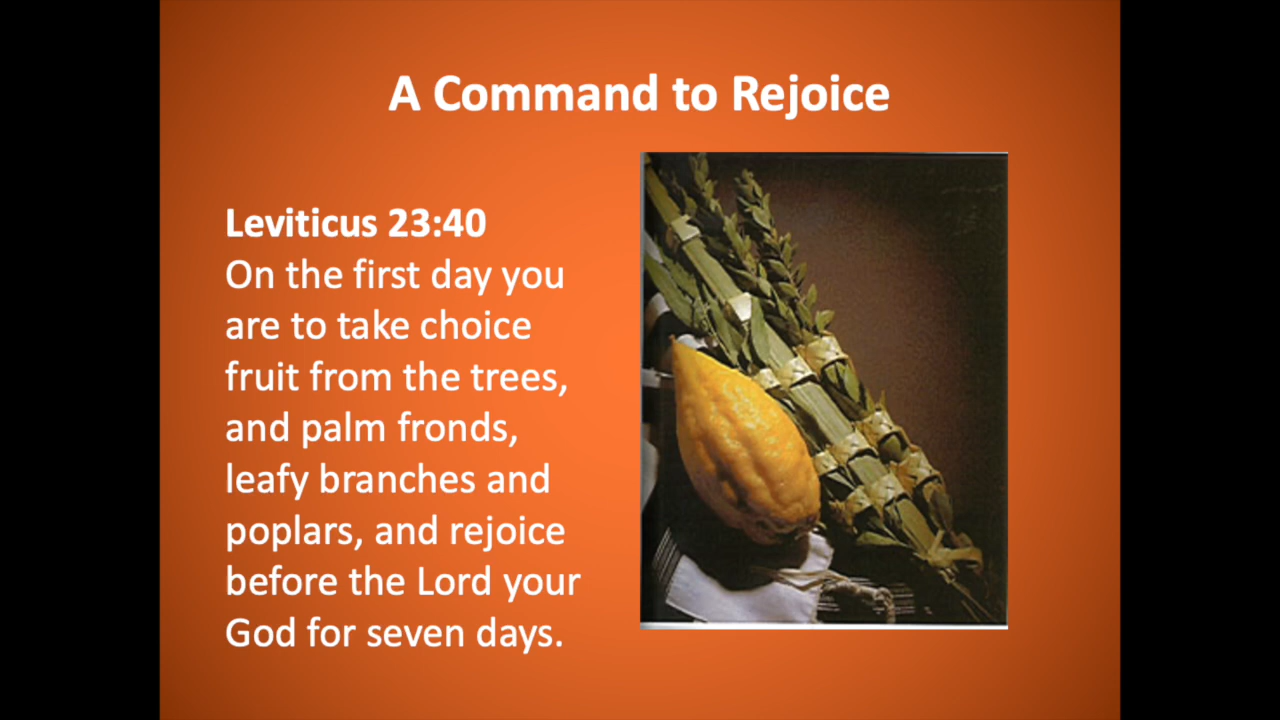 A Command to Rejoice
Leviticus 23:40
On the first day you
are to take choice
fruit from the trees,
and palm fronds,
leafy branches and
poplars, and rejoice
before the Lord your
God for seven days.